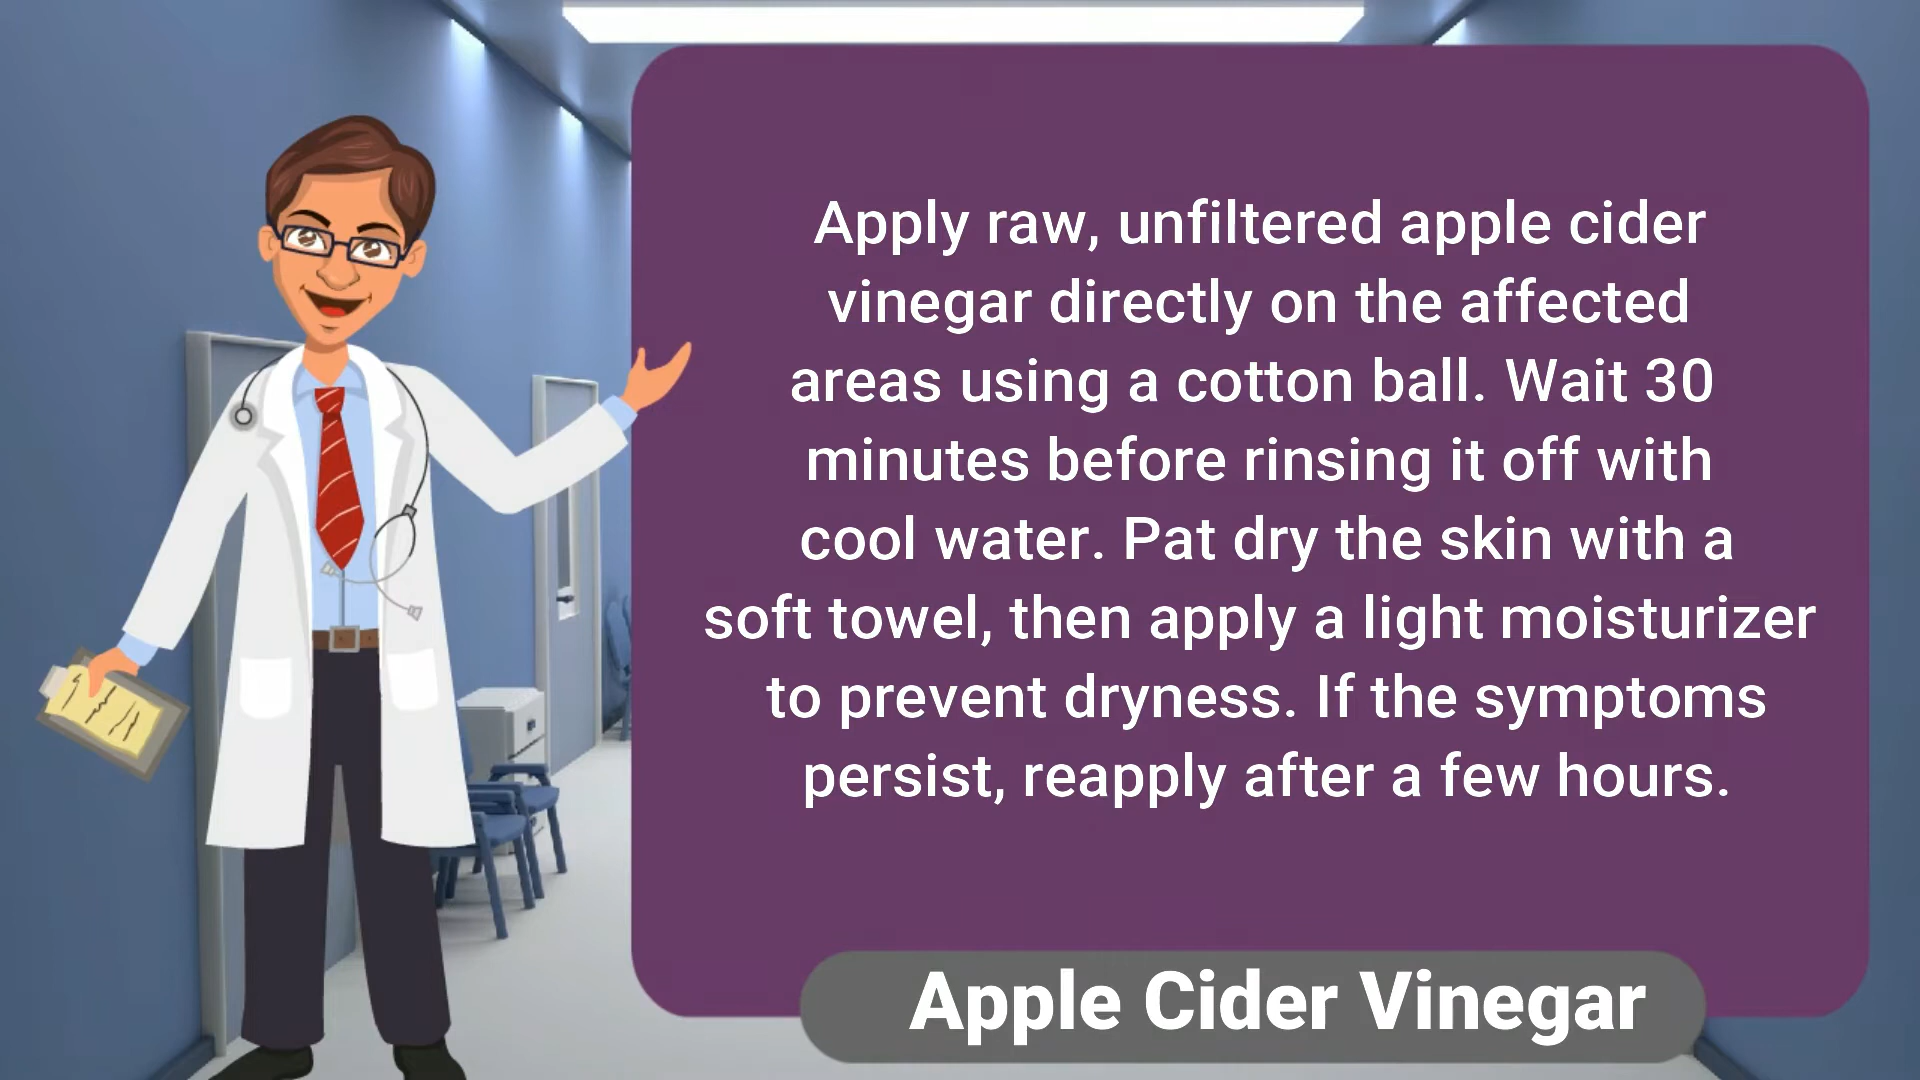 Apply raw, unfiltered apple cider
vinegar directly on the affected
areas using a cotton ball. Wait 30
minutes before rinsing it off with
cool water. Pat dry the skin with a
soft towel, then apply a light moisturizer
to prevent dryness. If the symptoms
persist, reapply after a few hours.
Apple Cider Vinegar